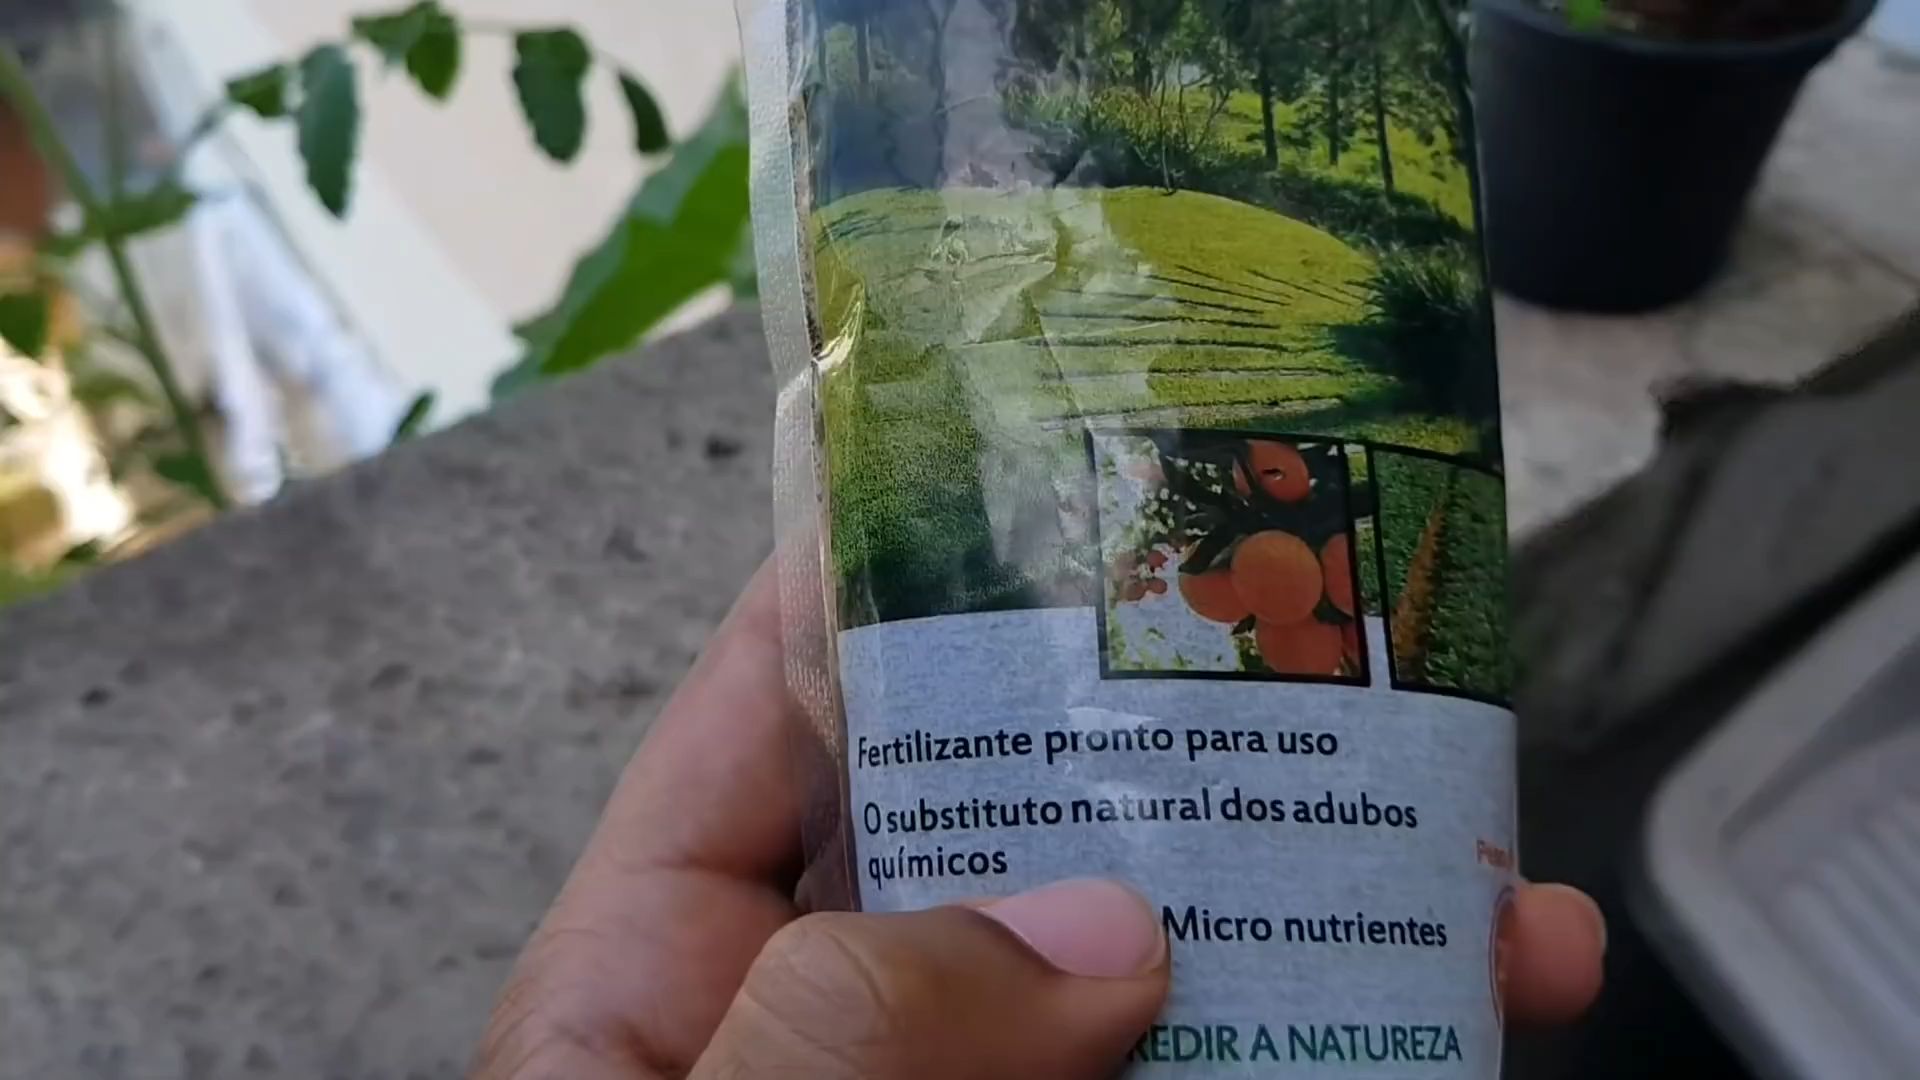 Fertilizante pronto para uso
O substituto natural dos adubos
químicos
Micro nutrientes
REDIR A NATUREZA